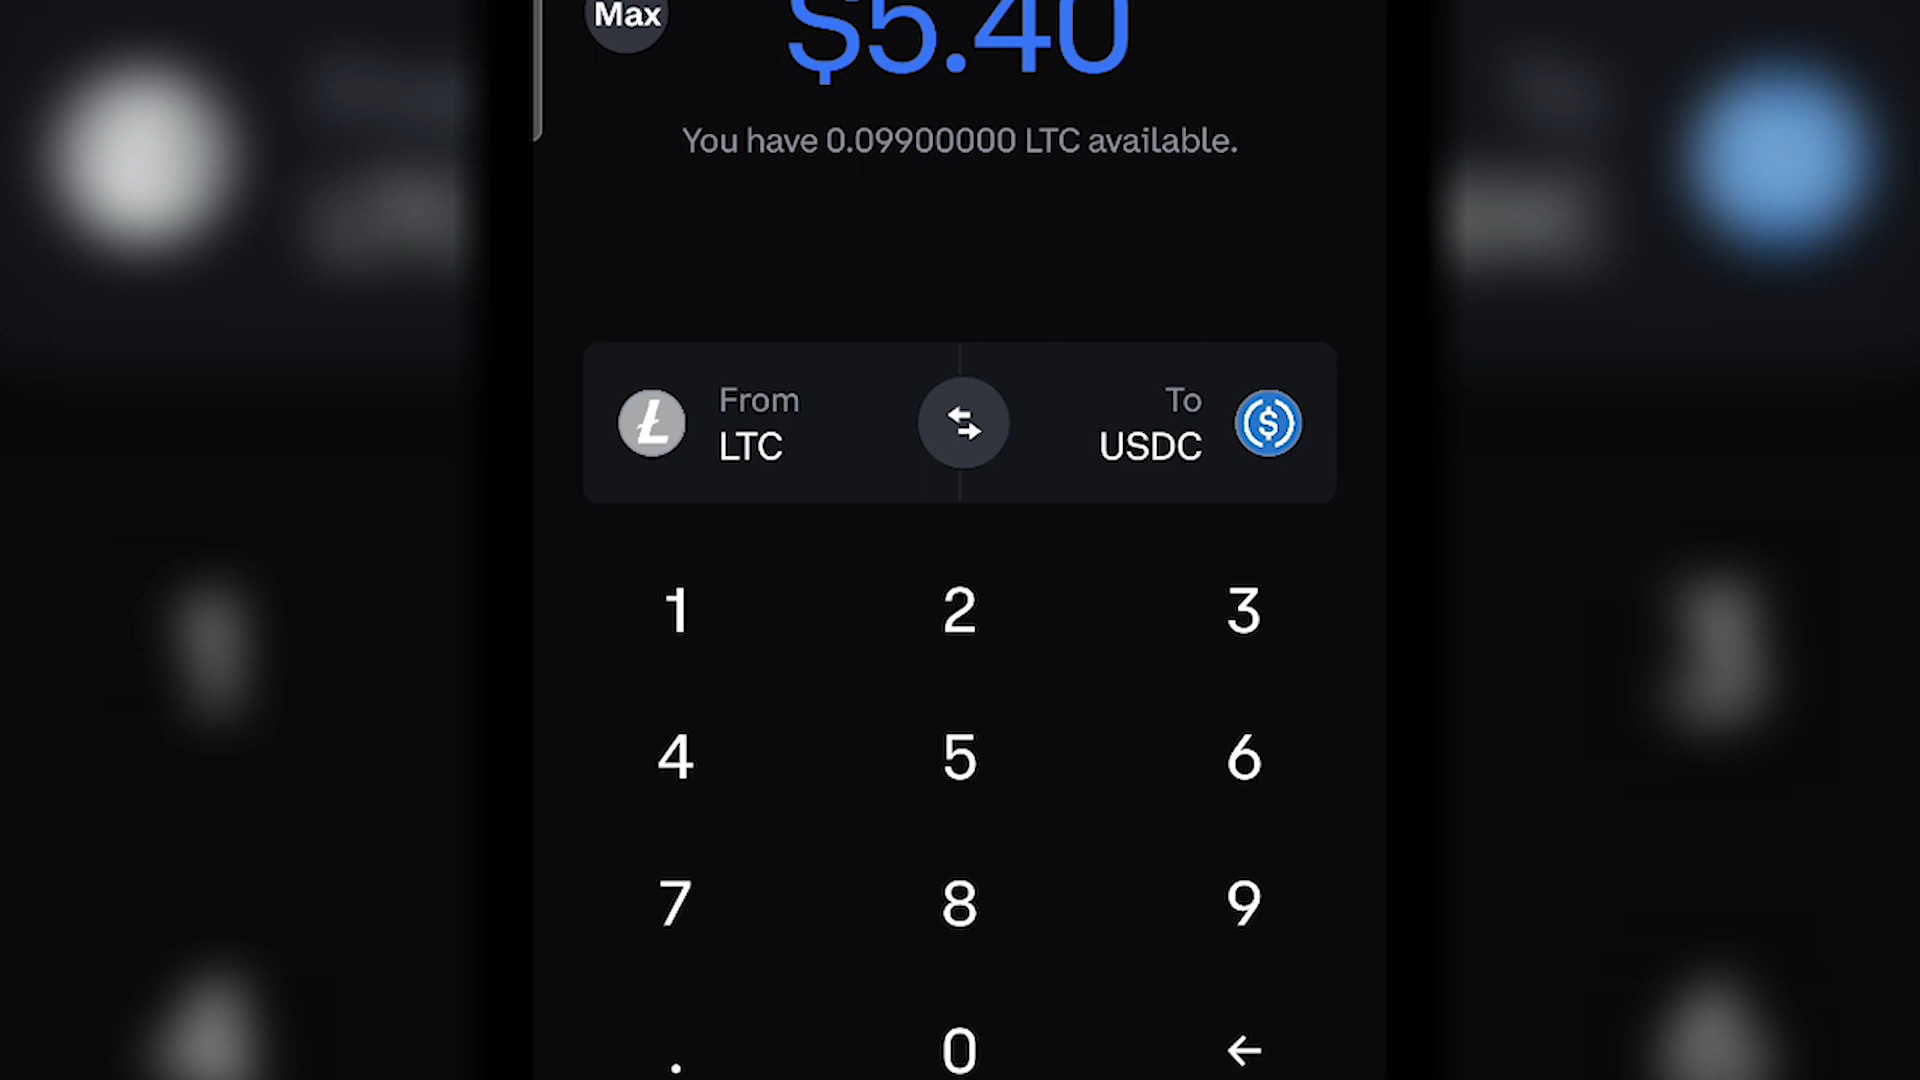 Max
$5.40
You have 0.09900000 LTC available.
From
LTC
To
USDC
1 2 3
4 5 6
7 8 9
. 0 ←